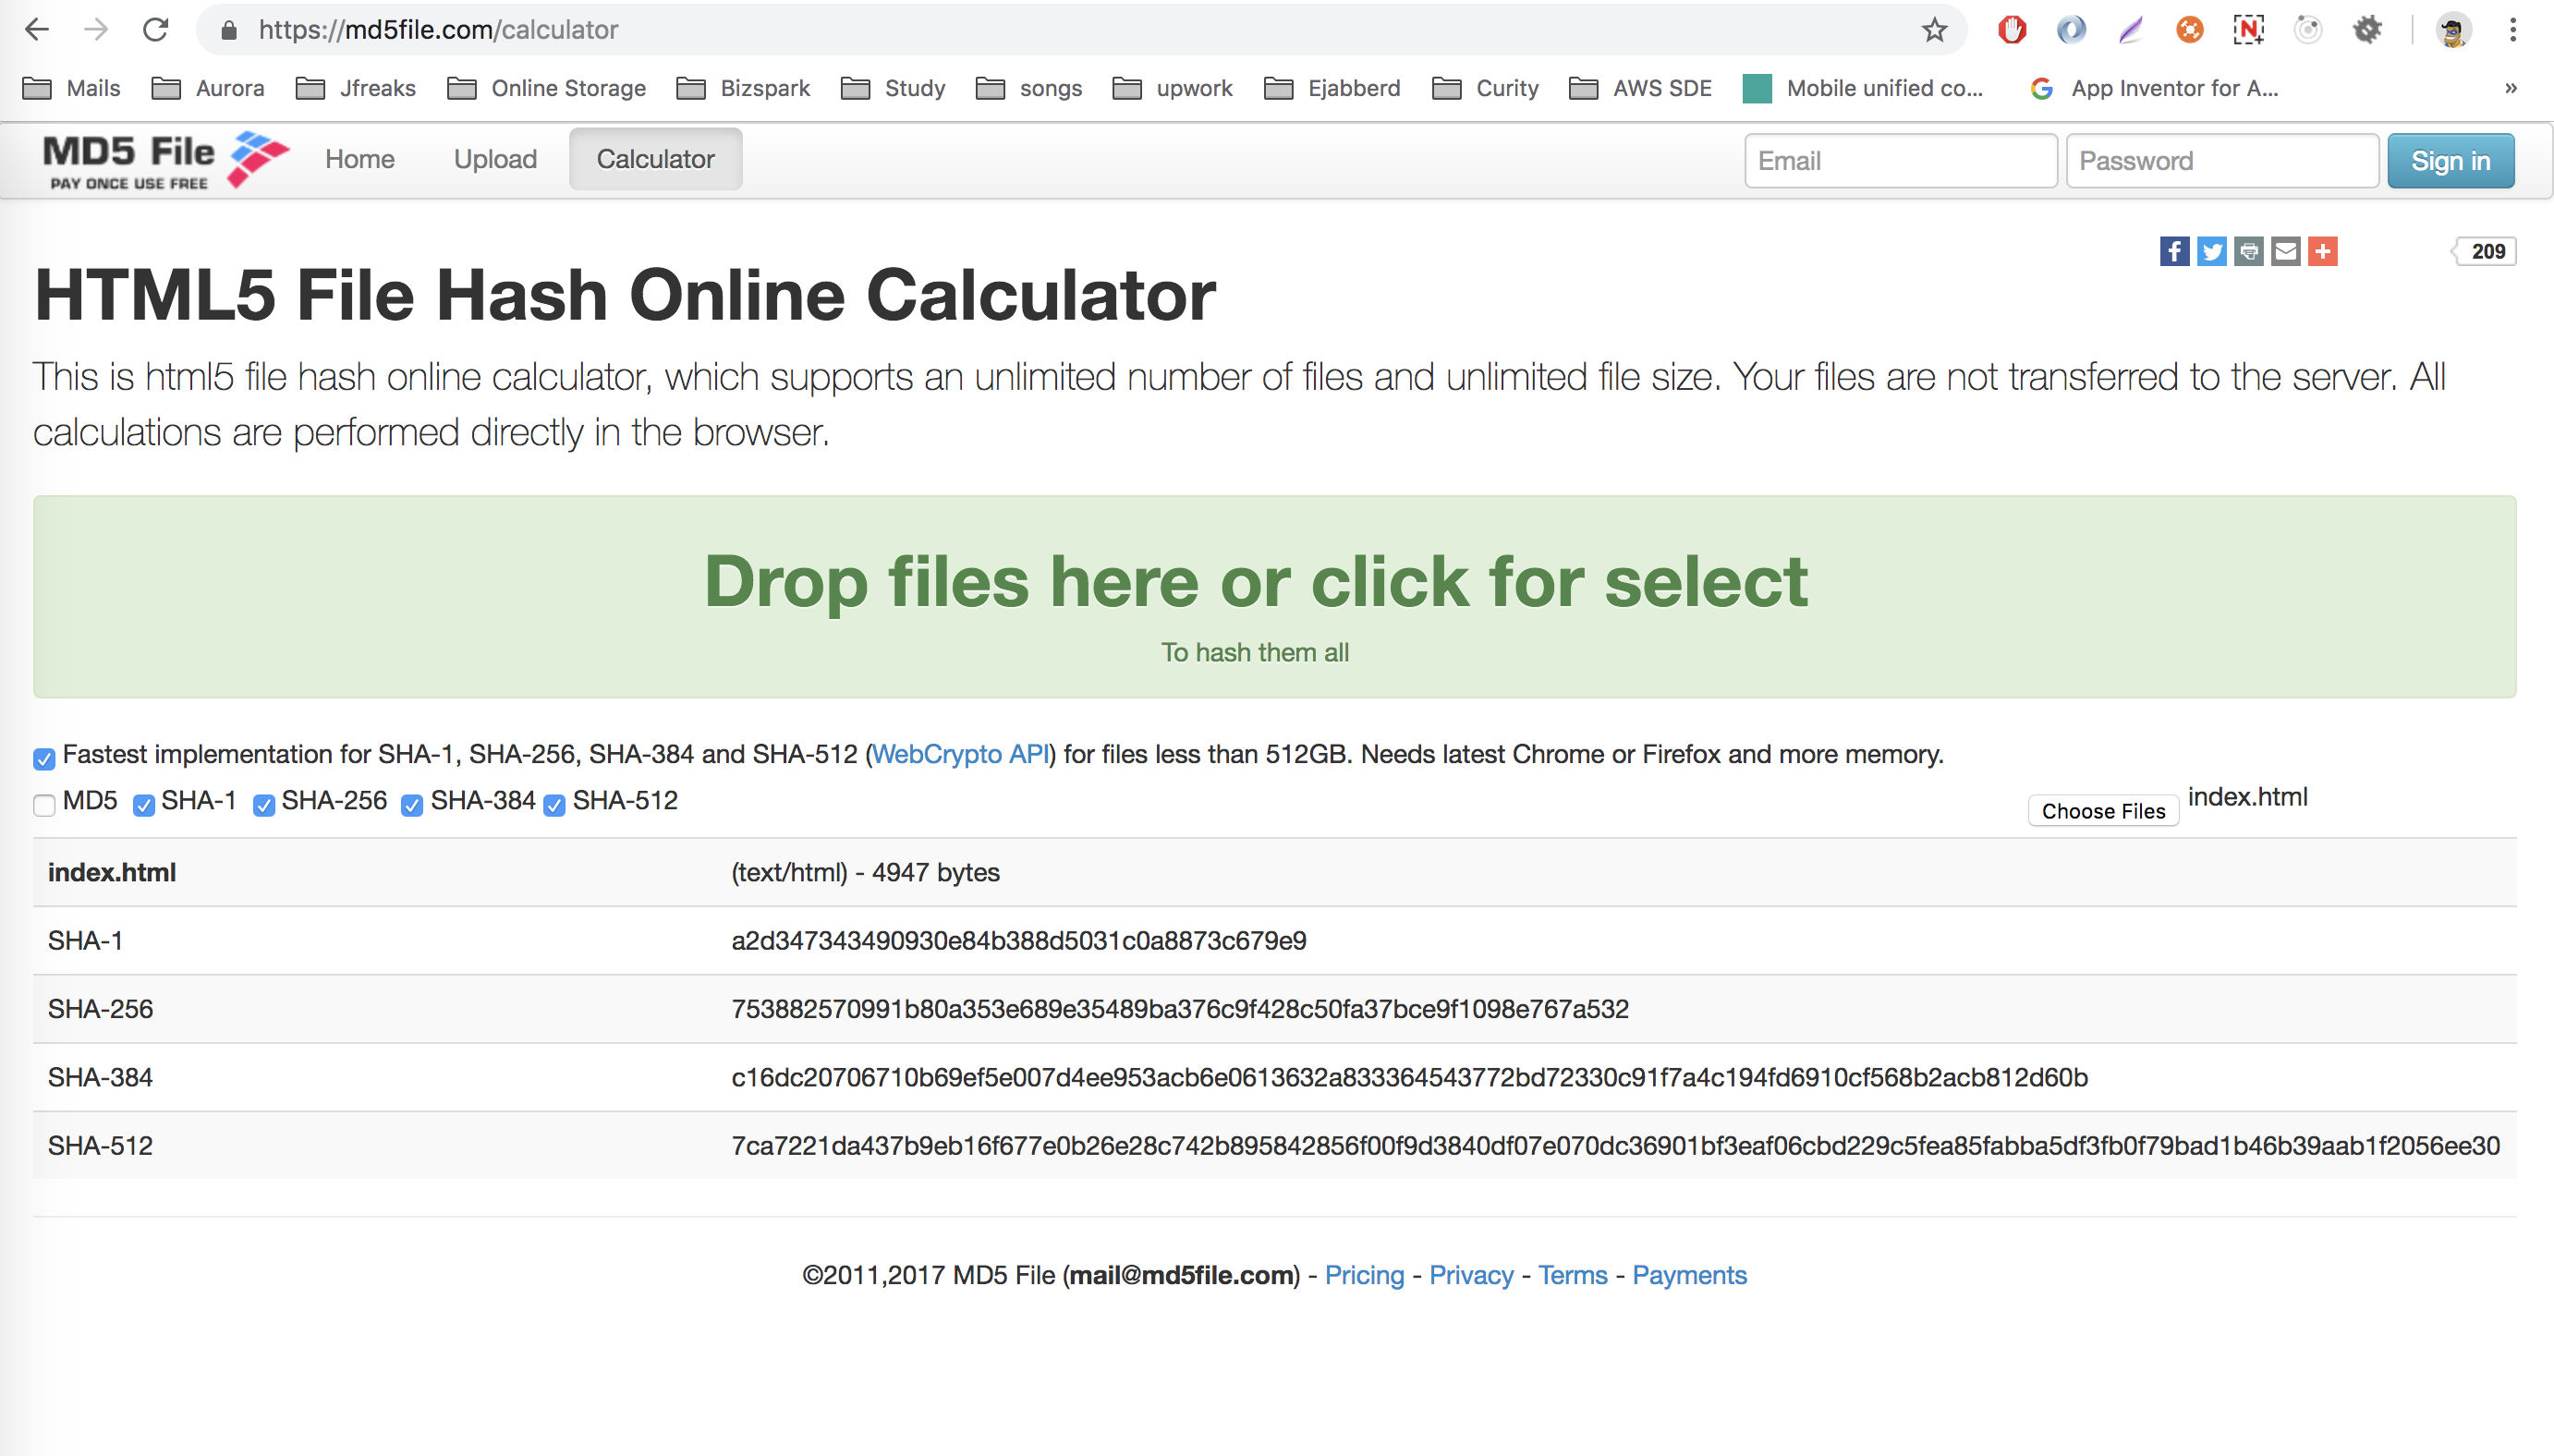 https://md5file.com/calculator
Mails Aurora Jfreaks Online Storage Bizspark Study songs upwork Ejabberd Curity AWS SDE Mobile unified co... App Inventor for A... »
MD5 File
PAY ONCE USE FREE
Home Upload Calculator Email Password Sign in
209
HTML5 File Hash Online Calculator
This is html5 file hash online calculator, which supports an unlimited number of files and unlimited file size. Your files are not transferred to the server. All
calculations are performed directly in the browser.
Drop files here or click for select
To hash them all
Fastest implementation for SHA-1, SHA-256, SHA-384 and SHA-512 (WebCrypto API) for files less than 512GB. Needs latest Chrome or Firefox and more memory.
MD5 SHA-1 SHA-256 SHA-384 SHA-512 Choose Files index.html
index.html (text/html) - 4947 bytes
SHA-1 a2d347343490930e84b388d5031c0a8873c679e9
SHA-256 753882570991b80a353e689e35489ba376c9f428c50fa37bce9f1098e767a532
SHA-384 c16dc20706710b69ef5e007d4ee953acb6e0613632a833364543772bd72330c91f7a4c194fd6910cf568b2acb812d60b
SHA-512 7ca7221da437b9eb16f677e0b26e28c742b895842856f00f9d3840df07e070dc36901bf3eaf06cbd229c5fea85fabba5df3fb0f79bad1b46b39aab1f2056ee30
©2011,2017 MD5 File (mail@md5file.com) - Pricing - Privacy - Terms - Payments